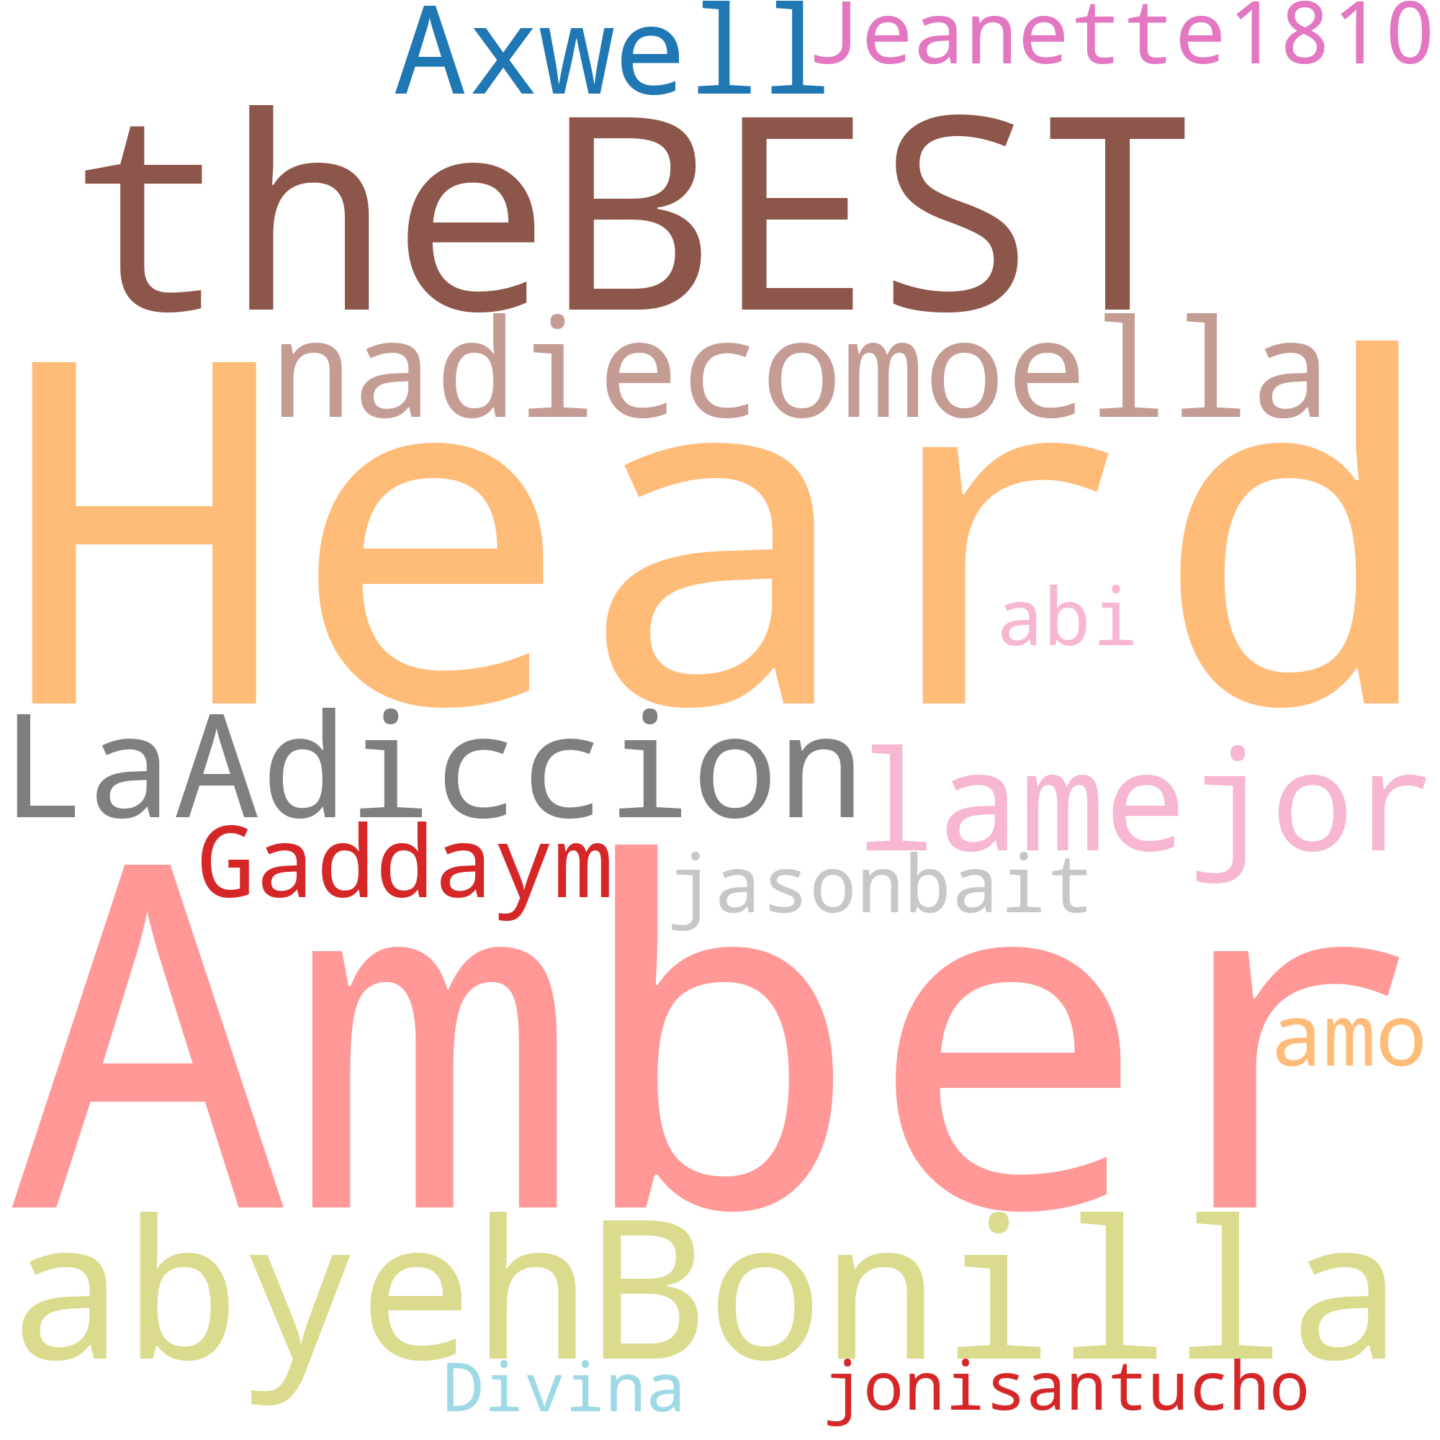 Axwell Jeanette1810
theBEST
nadiecomoella
Heard
abi
LaAdiccion lamejor
Gaddaym jasonbait
Amber
amo
abyehBonilla
Divina jonisantucho